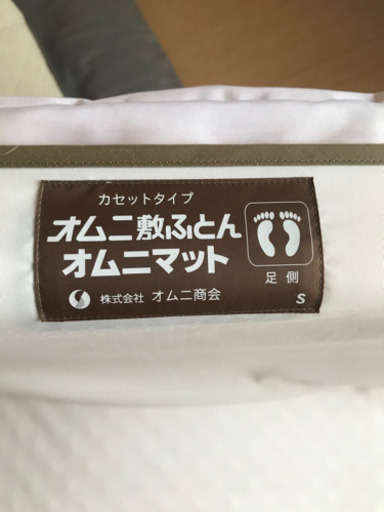 カセットタイプ
オムニ敷ふとん
オムニマット
足側
株式会社 オムニ商会
S